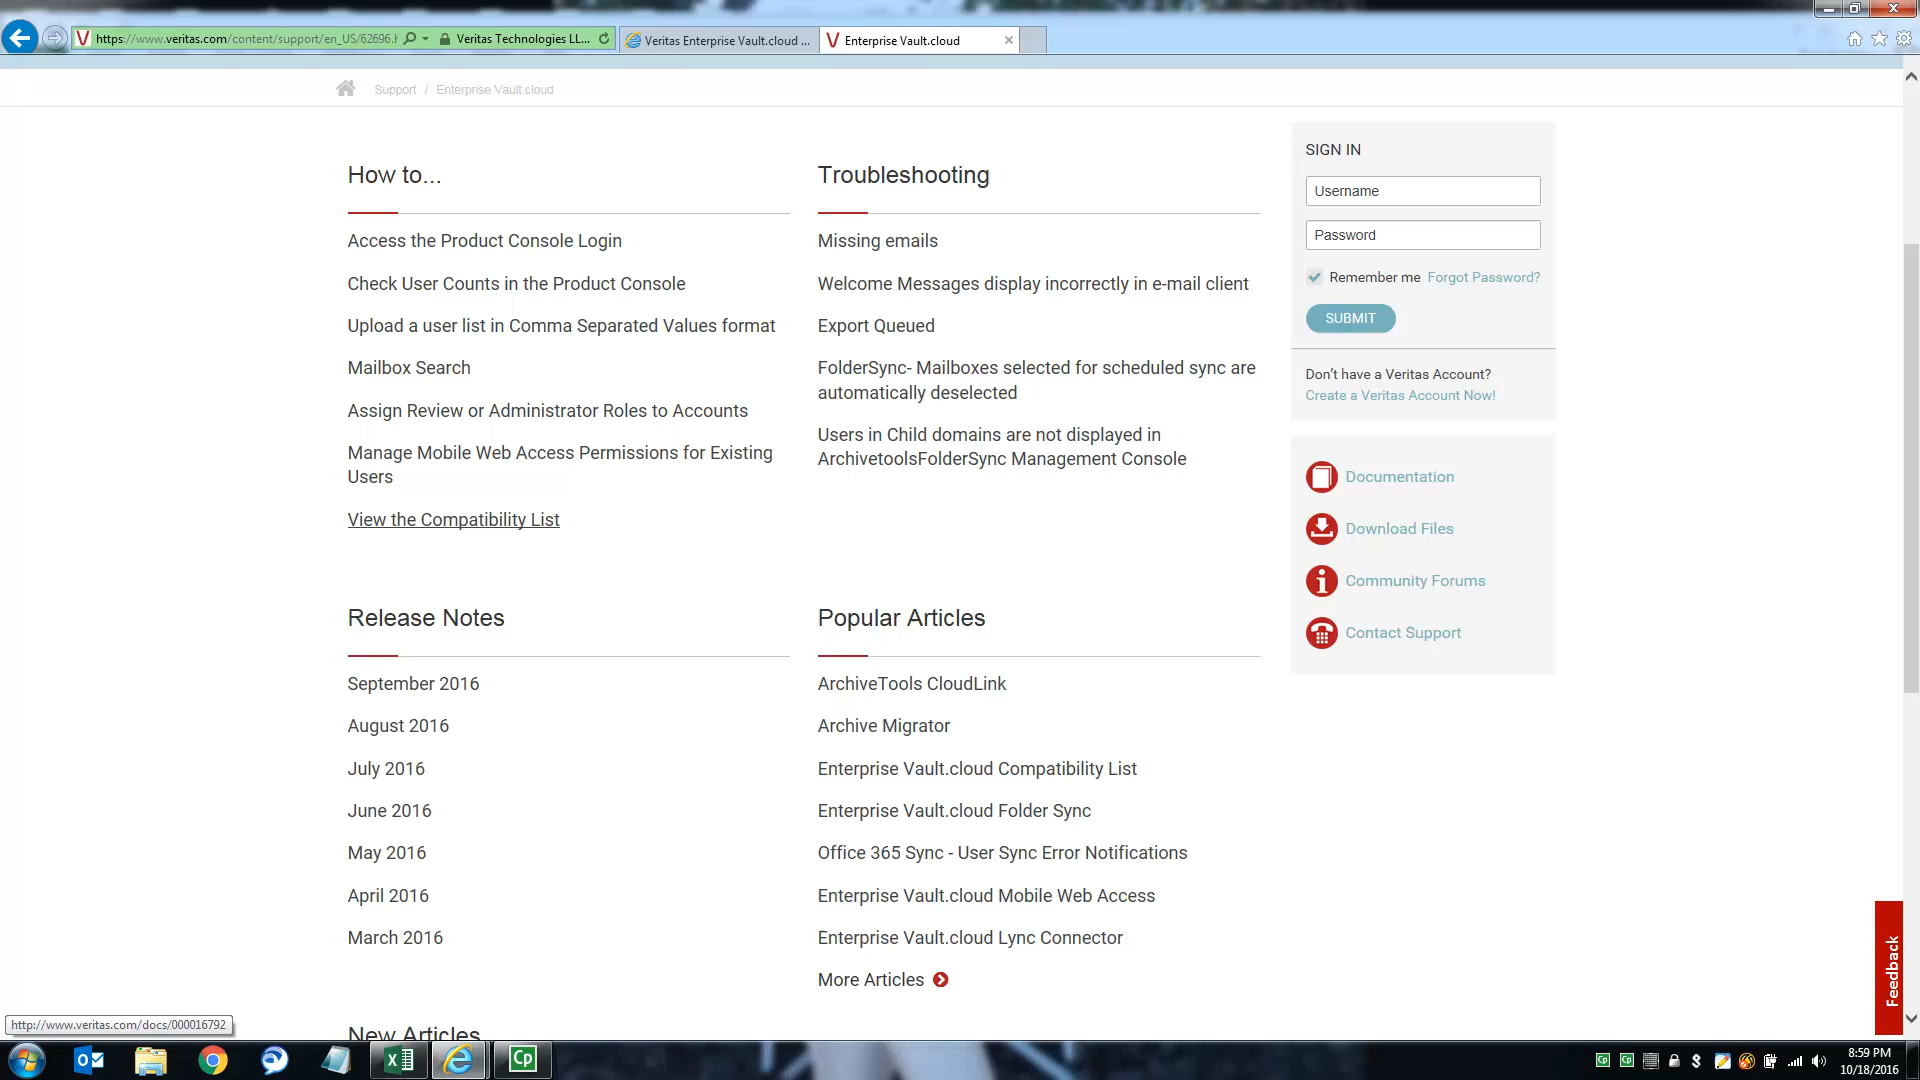 https://www.veritas.com/content/support/en_US/62696.h
Veritas Technologies LL...
Veritas Enterprise Vault.cloud ...
Enterprise Vault.cloud
Support / Enterprise Vault.cloud
How to...
Access the Product Console Login
Check User Counts in the Product Console
Upload a user list in Comma Separated Values format
Mailbox Search
Assign Review or Administrator Roles to Accounts
Manage Mobile Web Access Permissions for Existing
Users
View the Compatibility List
Troubleshooting
Missing emails
Welcome Messages display incorrectly in e-mail client
Export Queued
FolderSync- Mailboxes selected for scheduled sync are
automatically deselected
Users in Child domains are not displayed in
ArchivetoolsFolderSync Management Console
SIGN IN
Username
Password
Remember me Forgot Password?
SUBMIT
Don't have a Veritas Account?
Create a Veritas Account Now!
Documentation
Download Files
Community Forums
Contact Support
Release Notes
September 2016
August 2016
July 2016
June 2016
May 2016
April 2016
March 2016
Popular Articles
ArchiveTools CloudLink
Archive Migrator
Enterprise Vault.cloud Compatibility List
Enterprise Vault.cloud Folder Sync
Office 365 Sync - User Sync Error Notifications
Enterprise Vault.cloud Mobile Web Access
Enterprise Vault.cloud Lync Connector
More Articles
Feedback
New Articles
http://www.veritas.com/docs/000016792
8:59 PM
10/18/2016